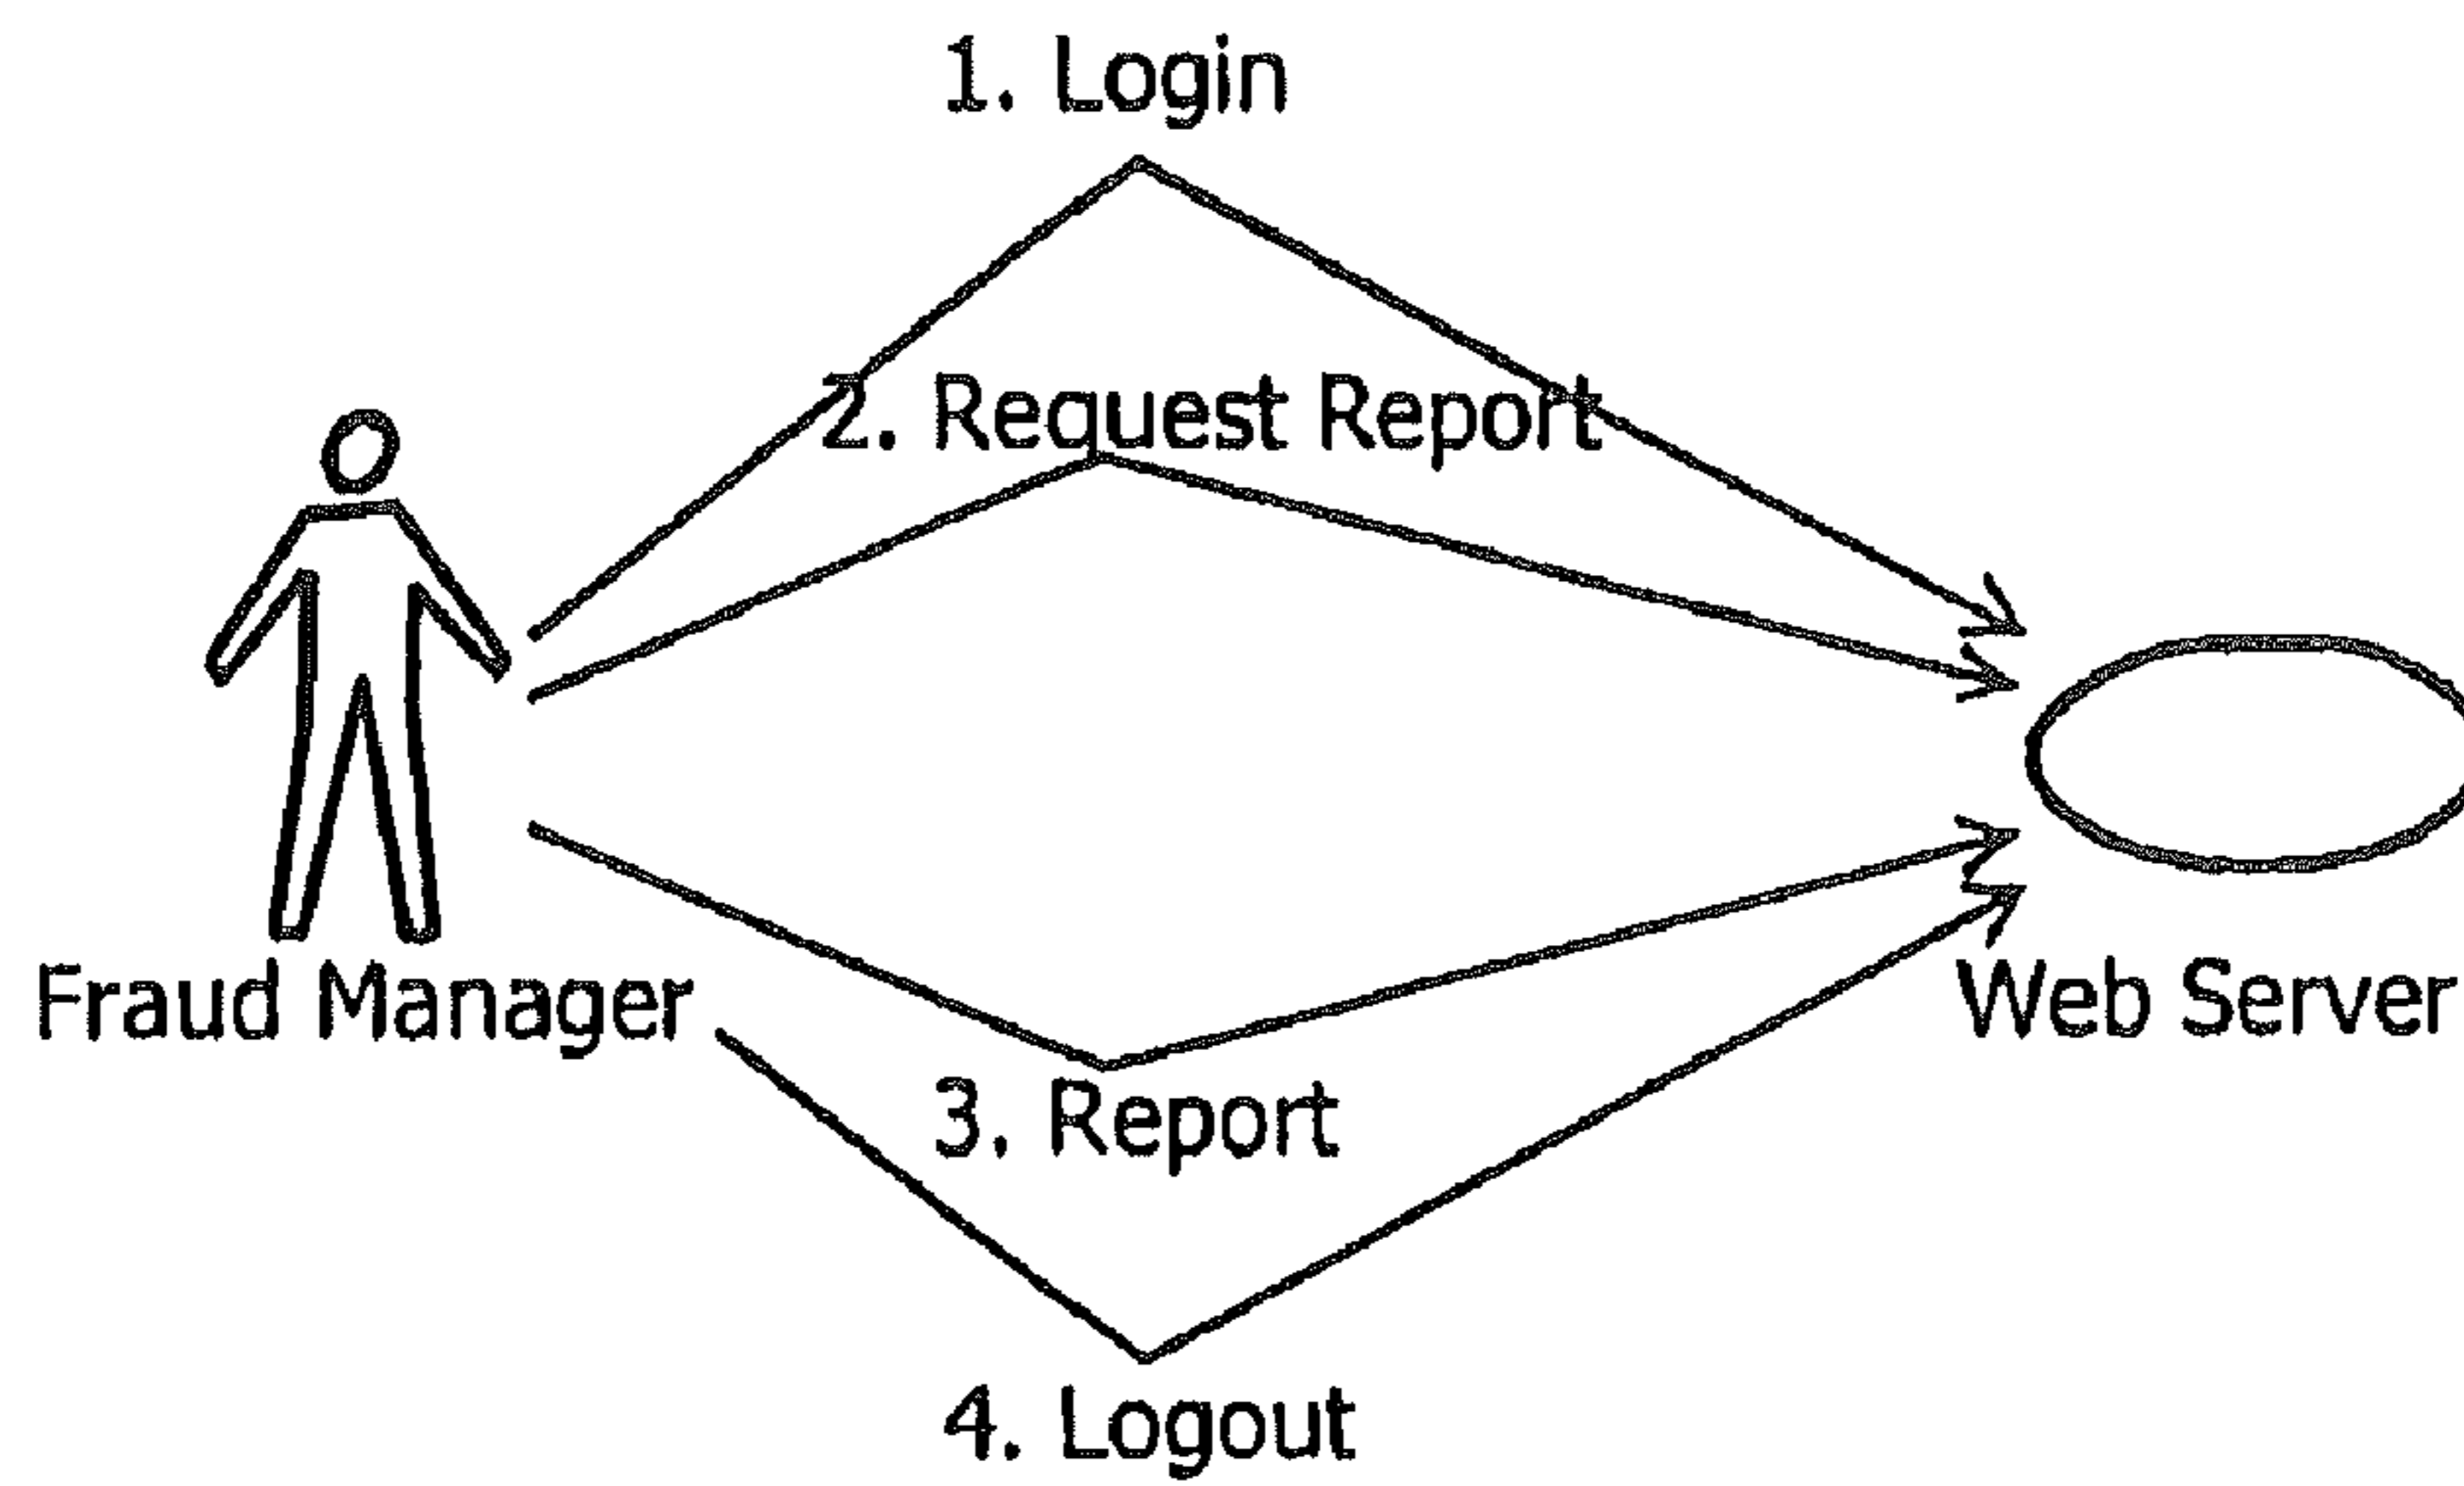 1. Login
2. Request Report
Fraud Manager
Web Server
3. Report
4. Logout